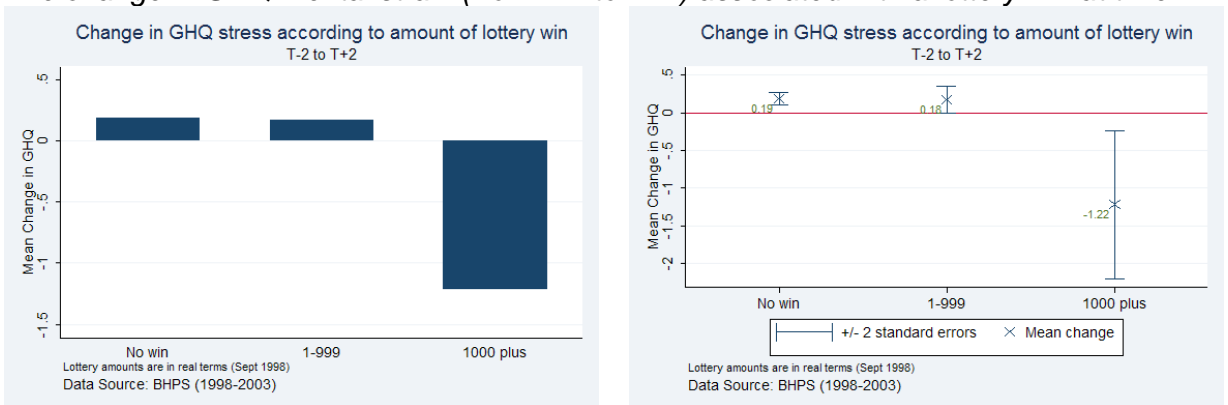 Change in GHQ stress according to amount of lottery win
T-2 to T+2
Mean Change in GHQ
.5
0
-.5
-1
-1.5
No win 1-999 1000 plus
Lottery amounts are in real terms (Sept 1998)
Data Source: BHPS (1998-2003)
Change in GHQ stress according to amount of lottery win
T-2 to T+2
Mean Change in GHQ
.5
0
-.5
-1
-1.5
-2
0.19
0.18
-1.22
No win 1-999 1000 plus
+/- 2 standard errors Mean change
Lottery amounts are in real terms (Sept 1998)
Data Source: BHPS (1998-2003)